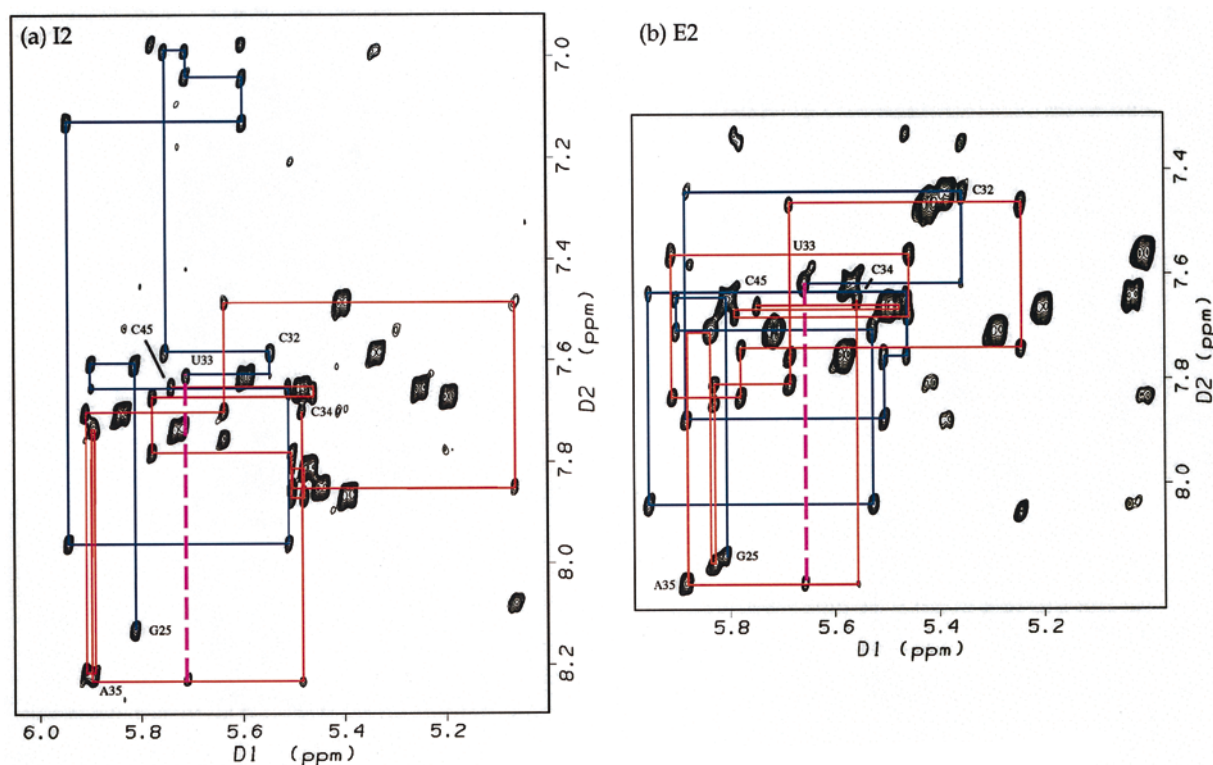 (a) I2
7.0
7.2
7.4
7.6
7.8
8.0
8.2
D2 (ppm)
C45
U33
C32
C34
G25
A35
6.0 5.8 5.6 5.4 5.2
D1 (ppm)
(b) E2
7.4
7.6
7.8
8.0
D2 (ppm)
C32
U33
C34
C45
G25
A35
5.8 5.6 5.4 5.2
D1 (ppm)